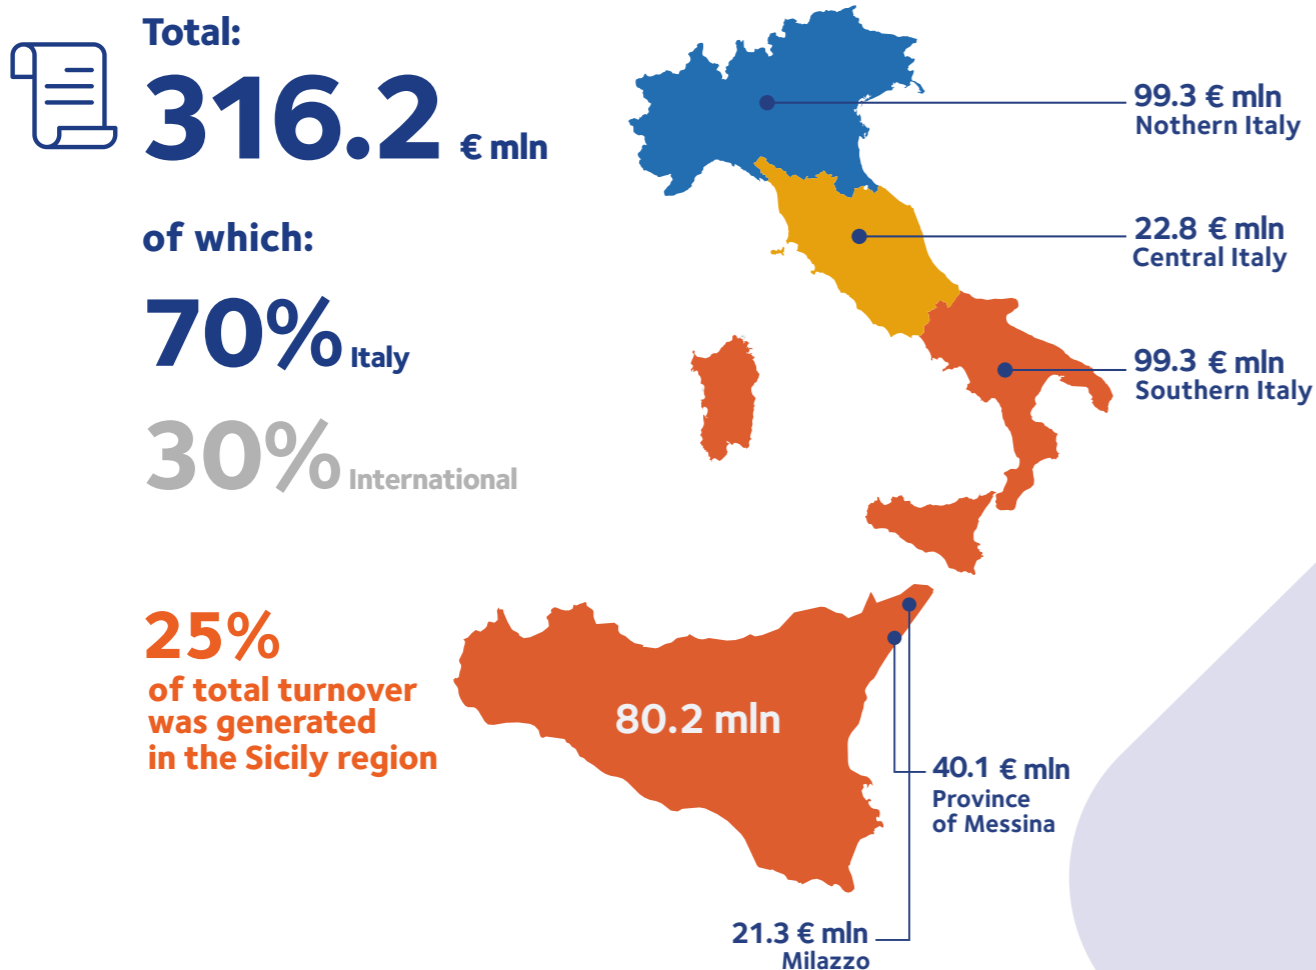 Total:
316.2 € mln
of which:
70% Italy
30% International
25%
of total turnover
was generated
in the Sicily region
99.3 € mln
Nothern Italy
22.8 € mln
Central Italy
99.3 € mln
Southern Italy
80.2 mln
40.1 € mln
Province
of Messina
21.3 € mln
Milazzo